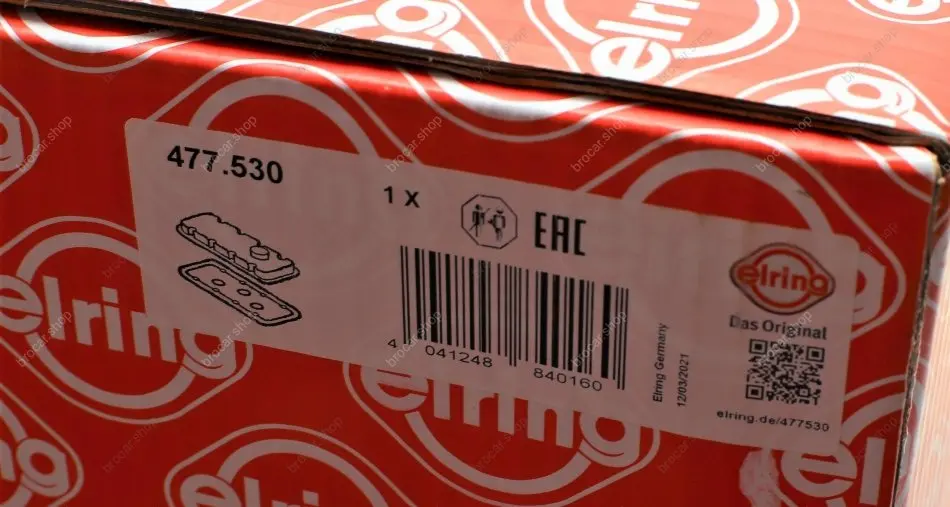 elring
elring
477.530
1 X
EAC
4 041248 840160
Elring Germany
12/03/2021
elring
Das Original
elring.de/477530
elring
elring
elring
brocar.shop